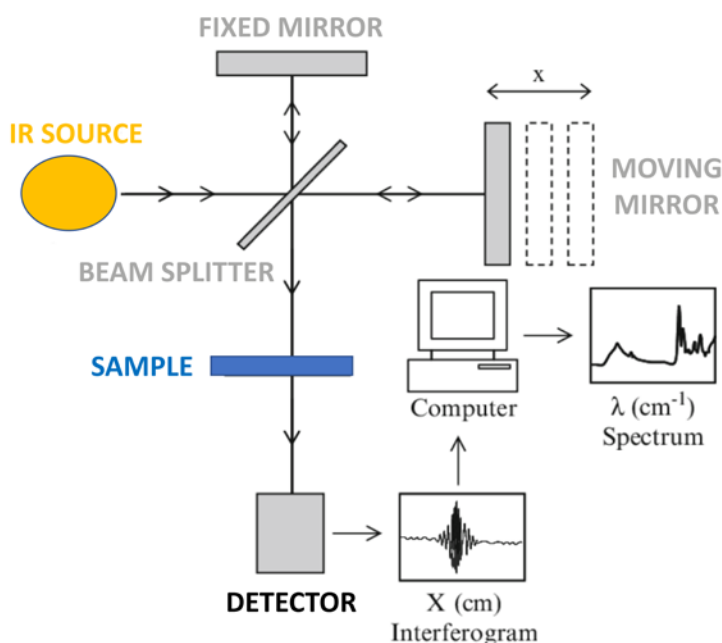 FIXED MIRROR
x
IR SOURCE
MOVING
MIRROR
BEAM SPLITTER
SAMPLE
Computer
λ (cm⁻¹)
Spectrum
DETECTOR
X (cm)
Interferogram